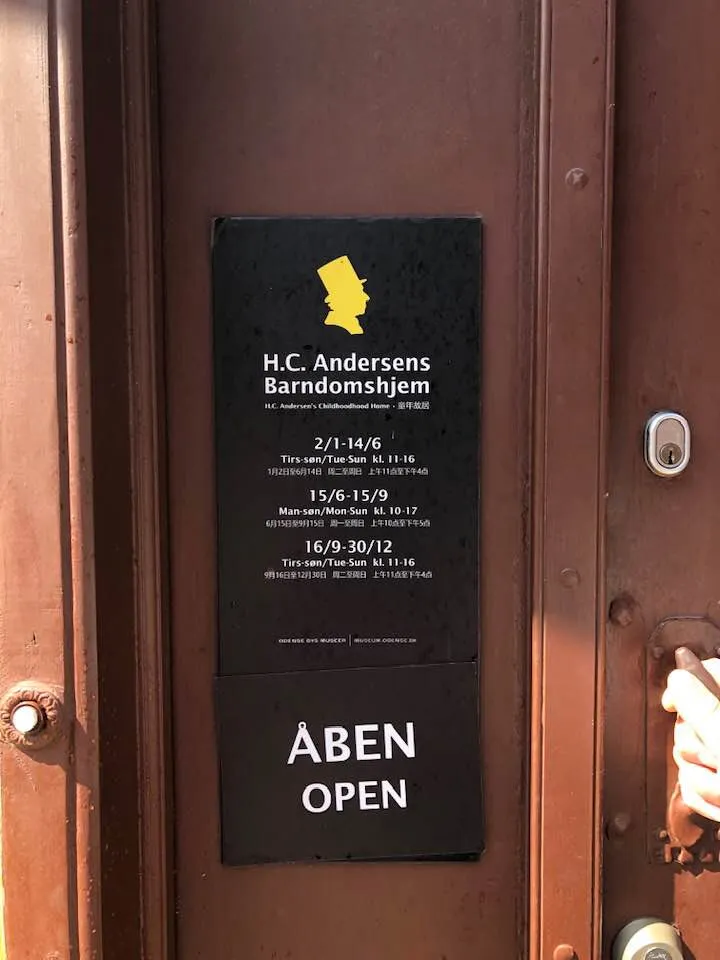 H.C. Andersens
Barndomshjem
H.C. Andersen's Childhoodhood Home · 童年故居
2/1-14/6
Tirs-søn/Tue-Sun kl. 11-16
1月2日至6月14日 周二至周日 上午11点至下午4点
15/6-15/9
Man-søn/Mon-Sun kl. 10-17
6月15日至9月15日 周一至周日 上午10点至下午5点
16/9-30/12
Tirs-søn/Tue-Sun kl. 11-16
9月16日至12月30日 周二至周日 上午11点至下午4点
ODENSE BYS MUSEER | MUSEUM.ODENSE.DK
ÅBEN
OPEN